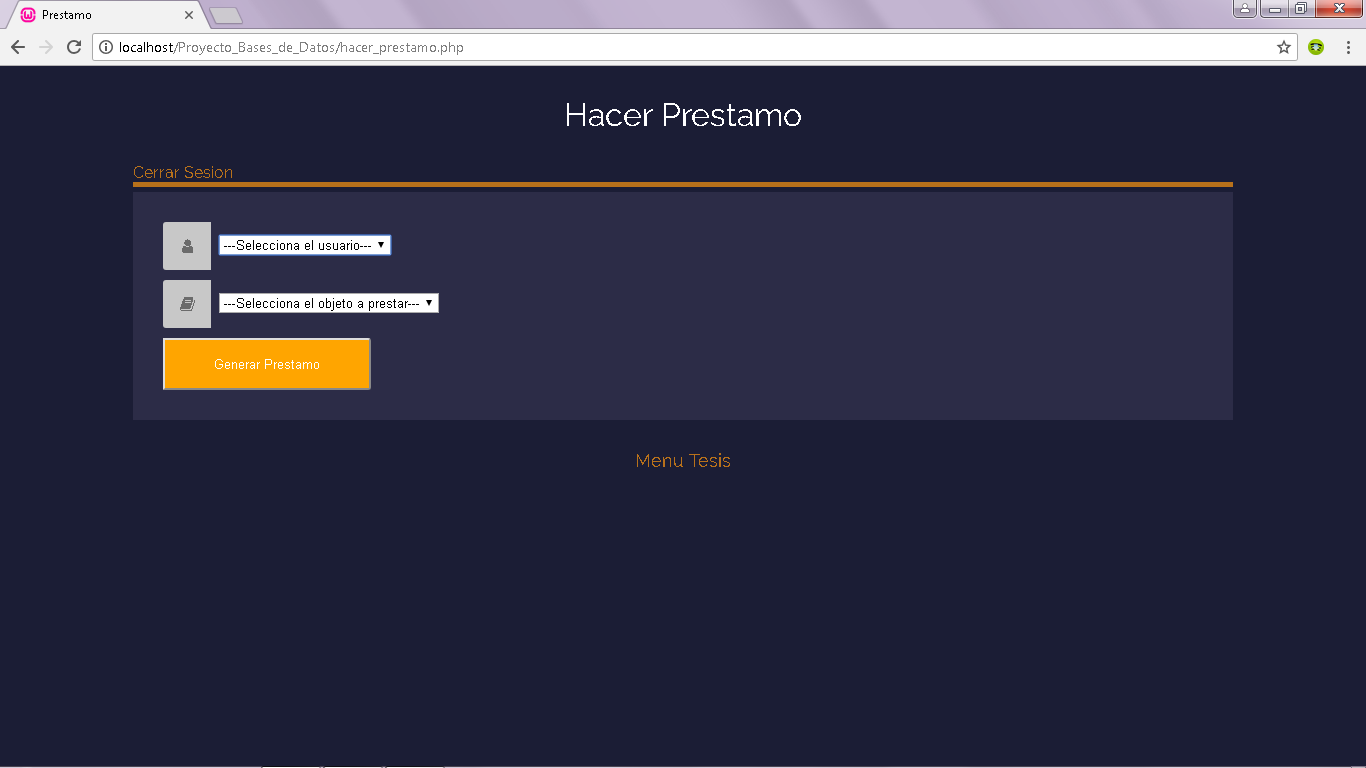 Prestamo
localhost/Proyecto_Bases_de_Datos/hacer_prestamo.php
Hacer Prestamo
Cerrar Sesion
---Selecciona el usuario---
---Selecciona el objeto a prestar---
Generar Prestamo
Menu Tesis